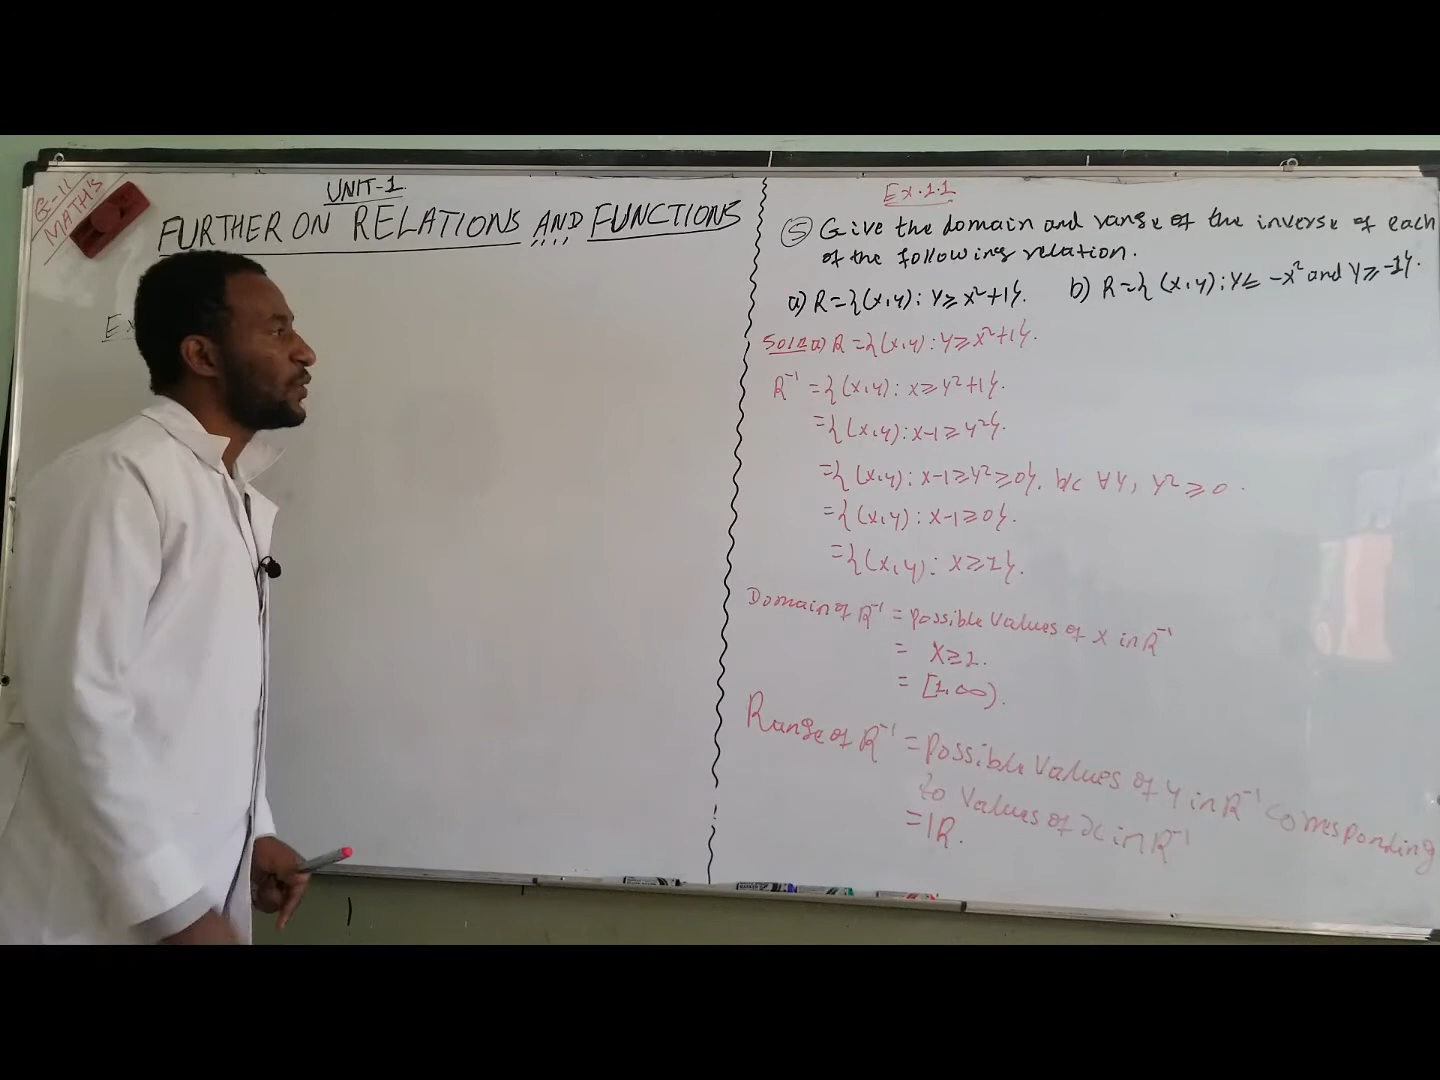 G-11
MATH'S
UNIT-1
FURTHER ON RELATIONS AND FUNCTIONS
Ex
Ex.1.1
⑤ Give the domain and range of the inverse of each
of the following relation.
a) R={(x,y): y≥x²+1}. b) R={(x,y): y≤ -x² and y≥-1}.
Soln a) R={(x,y): y≥x²+1}.
R⁻¹ = {(x,y): x≥y²+1}.
={(x,y): x-1≥y²}.
={(x,y): x-1≥y²≥0}, b/c ∀y, y²≥0.
={(x,y): x-1≥0}.
={(x,y): x≥1}.
Domain of R⁻¹ = possible values of x in R⁻¹
= x≥1.
= [1,∞).
Range of R⁻¹ = possible values of y in R⁻¹ corresponding
to values of x in R⁻¹
=IR.